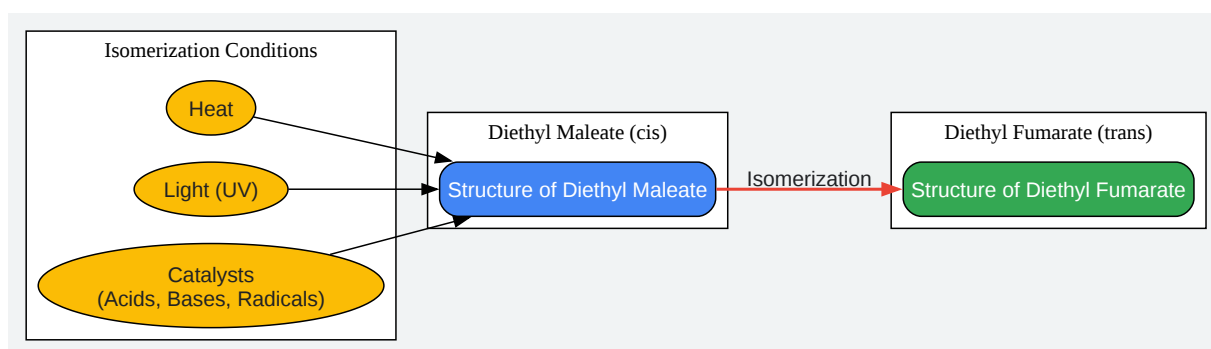 Isomerization Conditions
Heat
Light (UV)
Catalysts
(Acids, Bases, Radicals)
Diethyl Maleate (cis)
Structure of Diethyl Maleate
Isomerization
Diethyl Fumarate (trans)
Structure of Diethyl Fumarate